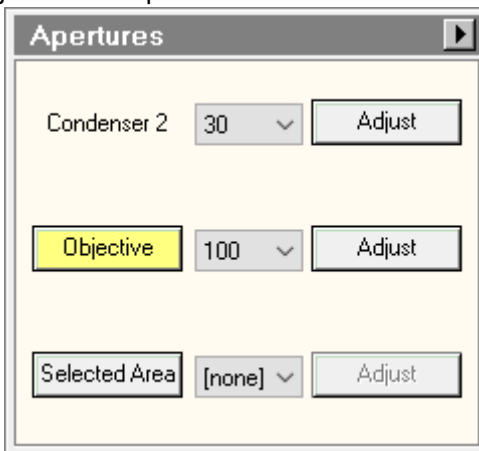 Apertures
Condenser 2 30 Adjust
Objective 100 Adjust
Selected Area [none] Adjust